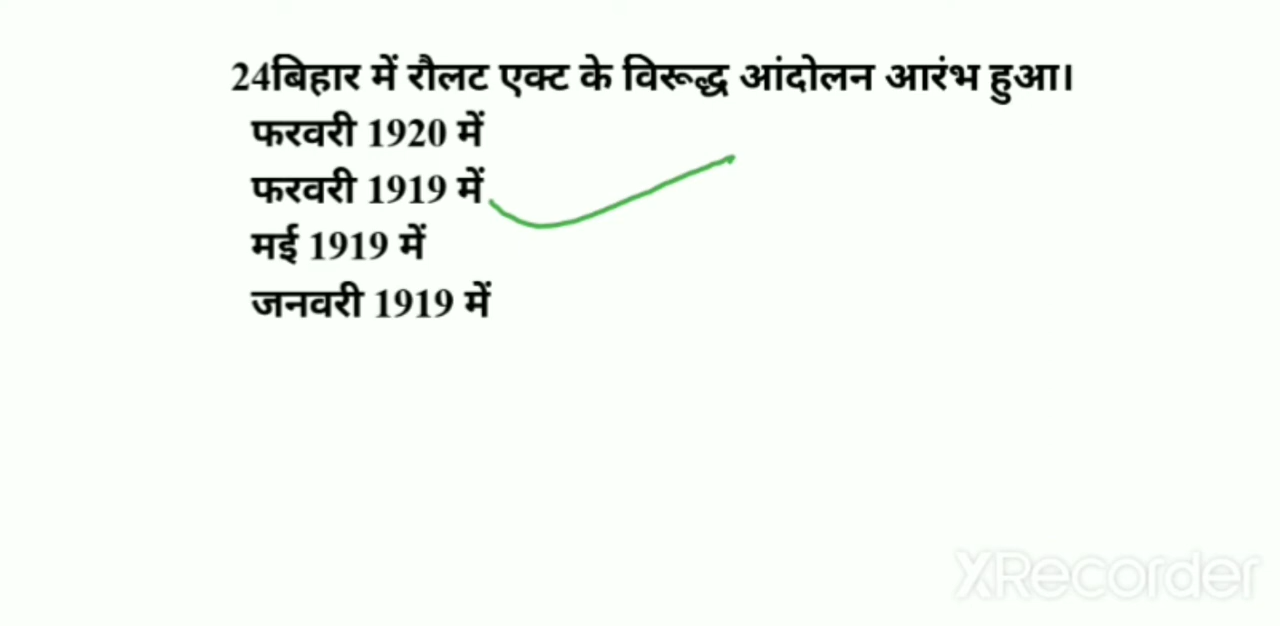 24बिहार में रौलट एक्ट के विरूद्ध आंदोलन आरंभ हुआ।
फरवरी 1920 में
फरवरी 1919 में
मई 1919 में
जनवरी 1919 में
XRecorder